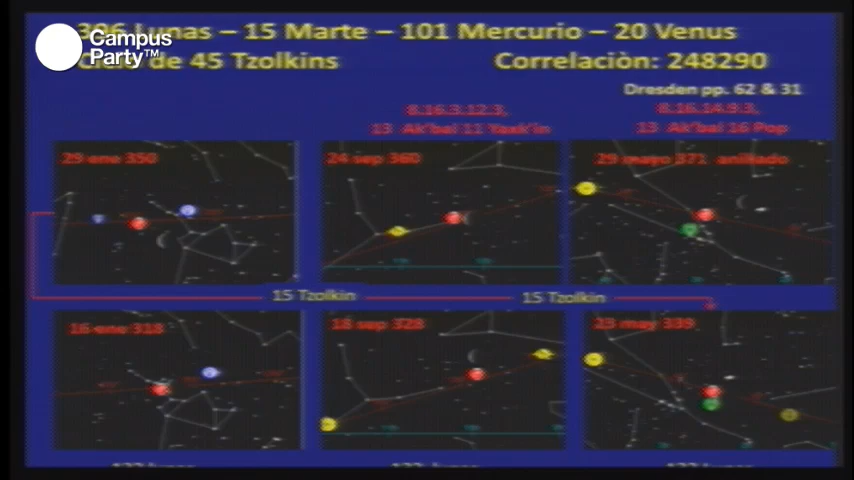 Campus
Party™
396 Lunas – 15 Marte – 101 Mercurio – 20 Venus
Ciclo de 45 Tzolkins
Correlaciòn: 248290
Dresden pp. 62 & 31
8.16.3.12.3,
13 Ak'bal 11 Yaxk'in
8.16.14.9.3,
13 Ak'bal 16 Pop
29 ene 350
24 sep 360
29 mayo 371 anillado
15 Tzolkin
15 Tzolkin
16 ene 318
18 sep 328
23 may 339